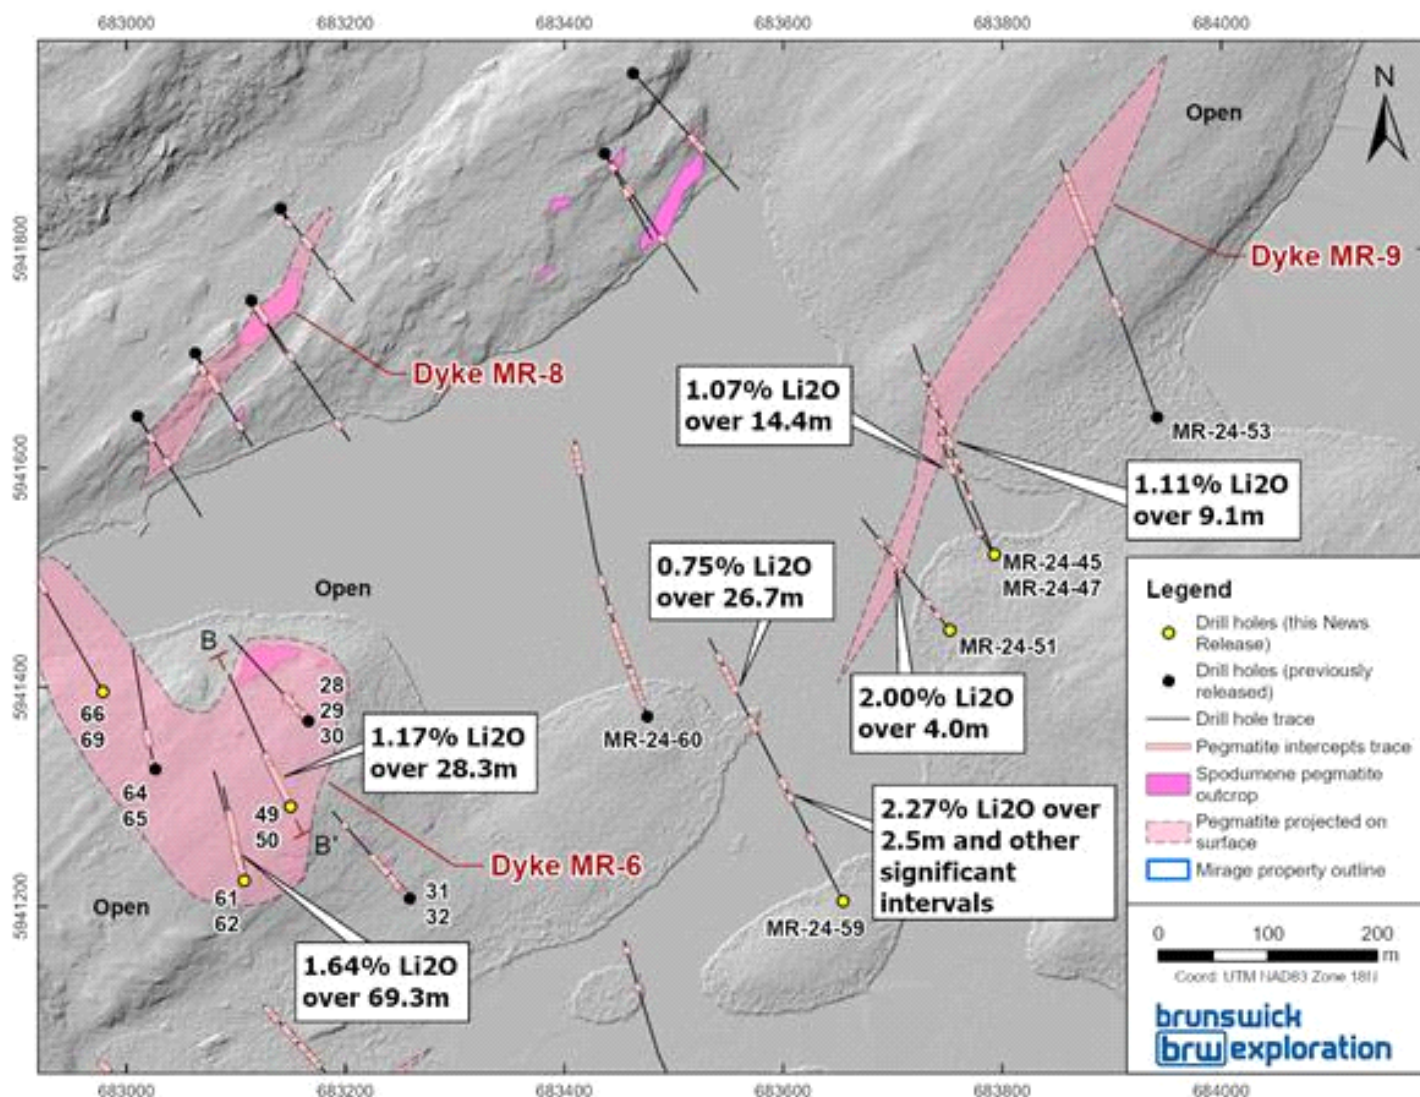 683000
683200
683400
683600
683800
684000
N
Open
5941800
Dyke MR-9
Dyke MR-8
1.07% Li2O
over 14.4m
MR-24-53
5941600
1.11% Li2O
over 9.1m
0.75% Li2O
over 26.7m
MR-24-45
MR-24-47
Open
MR-24-51
B
5941400
66
69
28
29
30
1.17% Li2O
over 28.3m
MR-24-60
2.00% Li2O
over 4.0m
64
65
49
50
B'
Dyke MR-6
2.27% Li2O over
2.5m and other
significant
intervals
Open
5941200
61
62
31
32
MR-24-59
1.64% Li2O
over 69.3m
Legend
Drill holes (this News
Release)
Drill holes (previously
released)
Drill hole trace
Pegmatite intercepts trace
Spodumene pegmatite
outcrop
Pegmatite projected on
surface
Mirage property outline
0 100 200
m
Coord: UTM NAD83 Zone 18N
brunswick
brw exploration
683000
683200
683400
683600
683800
684000